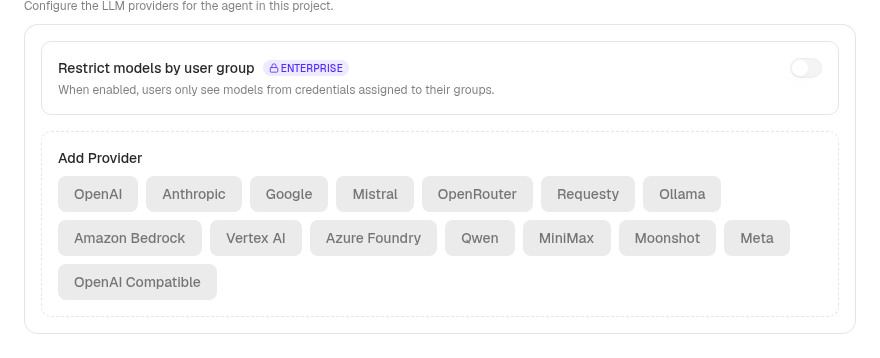 Configure the LLM providers for the agent in this project.
Restrict models by user group ENTERPRISE
When enabled, users only see models from credentials assigned to their groups.
Add Provider
OpenAI Anthropic Google Mistral OpenRouter Requesty Ollama
Amazon Bedrock Vertex AI Azure Foundry Qwen MiniMax Moonshot Meta
OpenAI Compatible